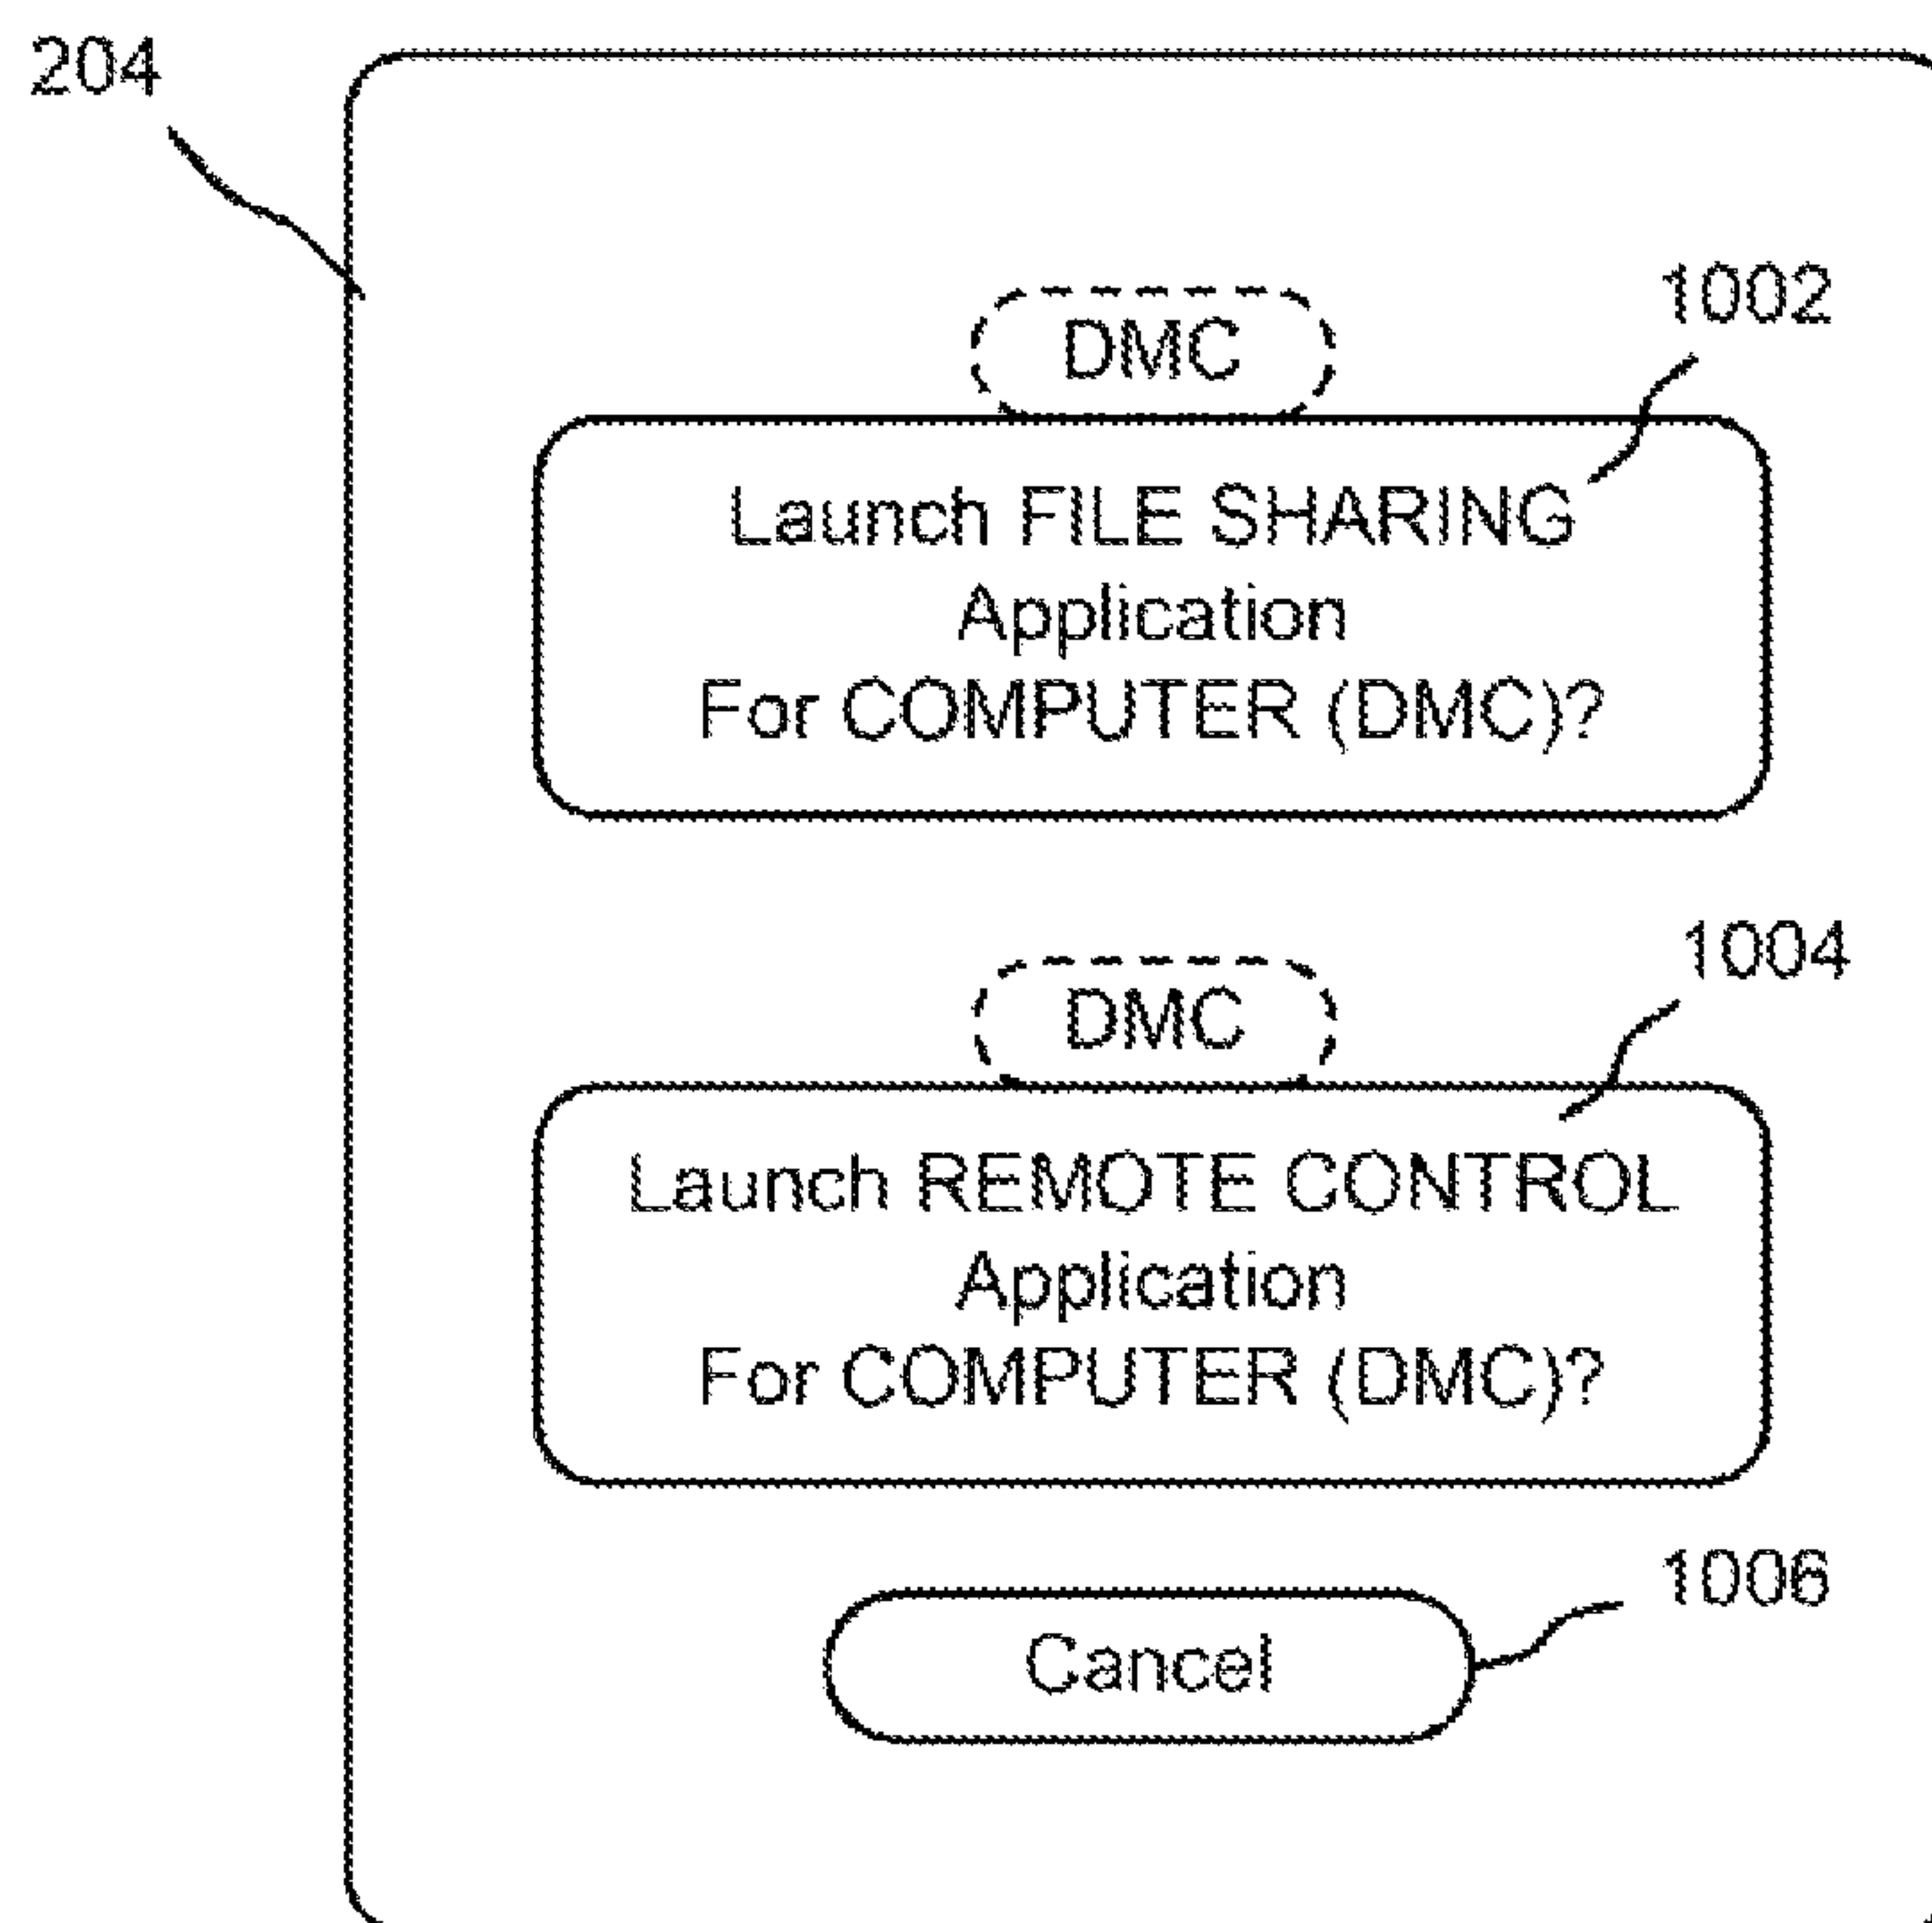 204
DMC
1002
Launch FILE SHARING
Application
For COMPUTER (DMC)?
1004
DMC
Launch REMOTE CONTROL
Application
For COMPUTER (DMC)?
1006
Cancel